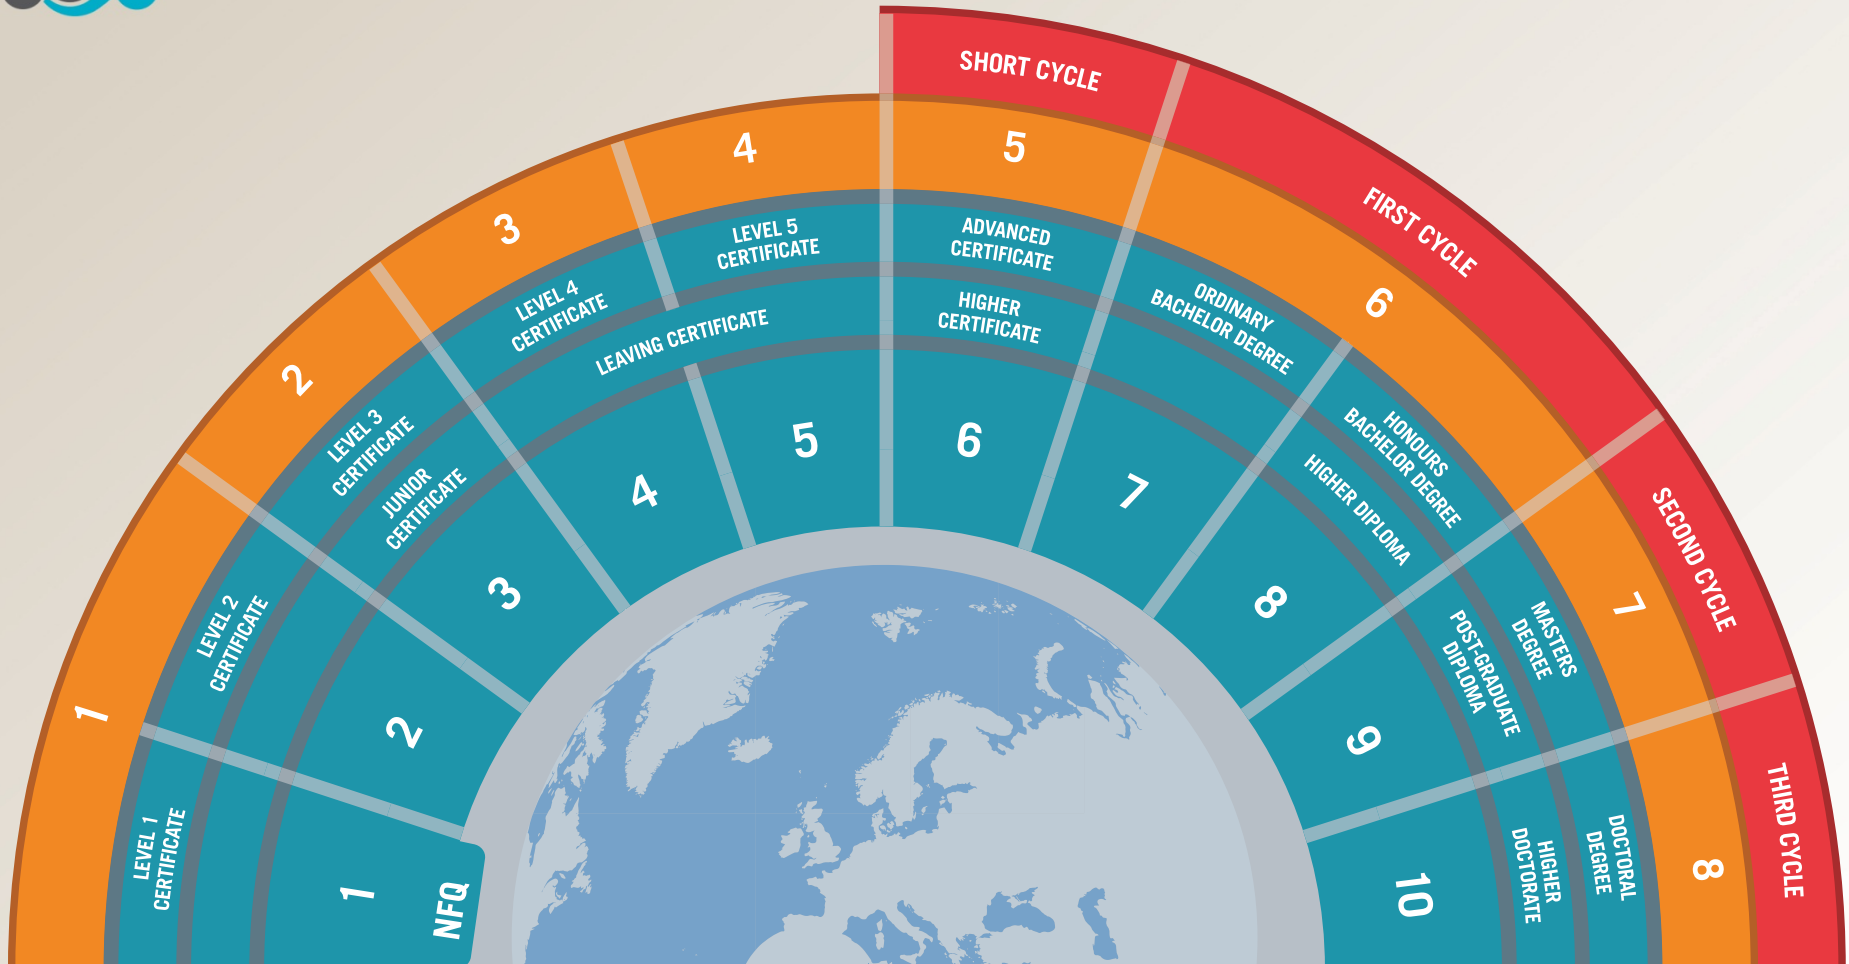 SHORT CYCLE
FIRST CYCLE
SECOND CYCLE
THIRD CYCLE
1
2
3
4
5
6
7
8
LEVEL 1
CERTIFICATE
LEVEL 2
CERTIFICATE
LEVEL 3
CERTIFICATE
LEVEL 4
CERTIFICATE
LEVEL 5
CERTIFICATE
ADVANCED
CERTIFICATE
ORDINARY
BACHELOR DEGREE
HONOURS
BACHELOR DEGREE
MASTERS
DEGREE
DOCTORAL
DEGREE
JUNIOR
CERTIFICATE
LEAVING CERTIFICATE
HIGHER
CERTIFICATE
HIGHER DIPLOMA
POST-GRADUATE
DIPLOMA
HIGHER
DOCTORATE
1
2
3
4
5
6
7
8
9
10
NFQ